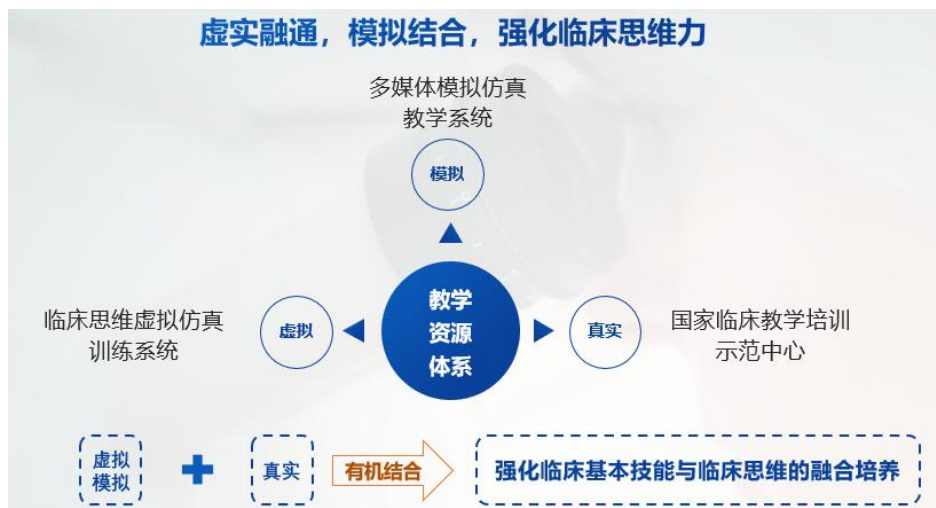 虚实融通，模拟结合，强化临床思维力
多媒体模拟仿真
教学系统
模拟
临床思维虚拟仿真
训练系统
虚拟
教学
资源
体系
真实
国家临床教学培训
示范中心
虚拟
模拟
真实
有机结合
强化临床基本技能与临床思维的融合培养